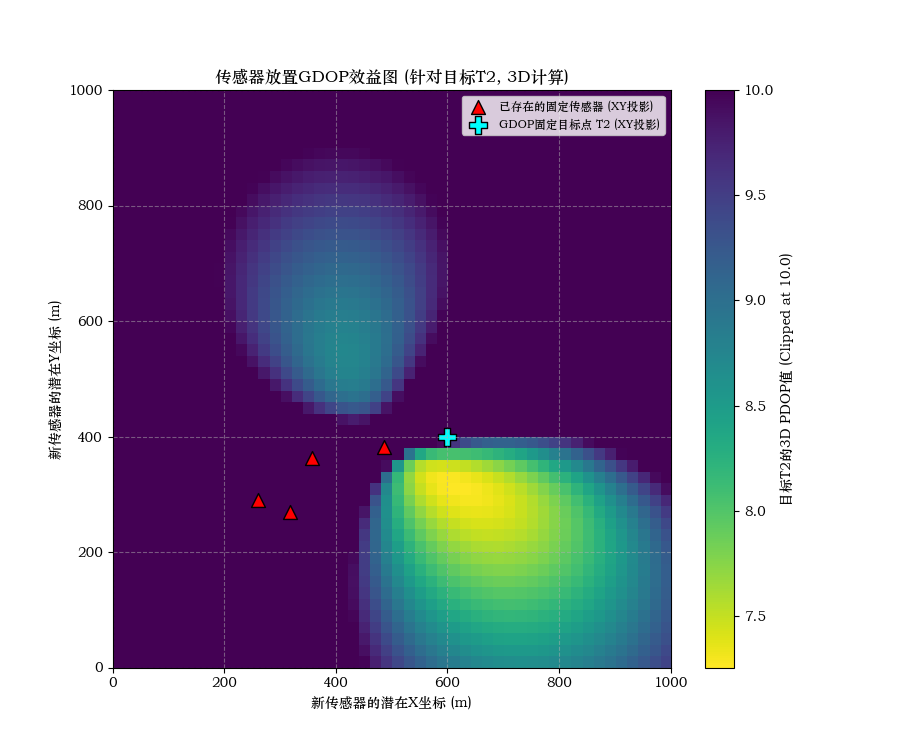 传感器放置GDOP效益图 (针对目标T2, 3D计算)
已存在的固定传感器 (XY投影)
GDOP固定目标点 T2 (XY投影)
1000
800
600
400
200
0
新传感器的潜在Y坐标 (m)
0 200 400 600 800 1000
新传感器的潜在X坐标 (m)
10.0
9.5
9.0
8.5
8.0
7.5
目标T2的3D PDOP值 (Clipped at 10.0)